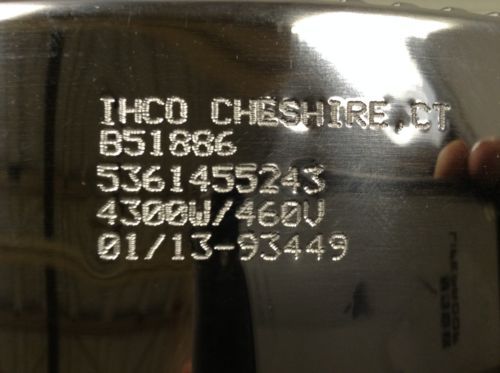 IHCO CHESHIRE,CT
B51886
5361455243
4300W/460V
01/13-93449